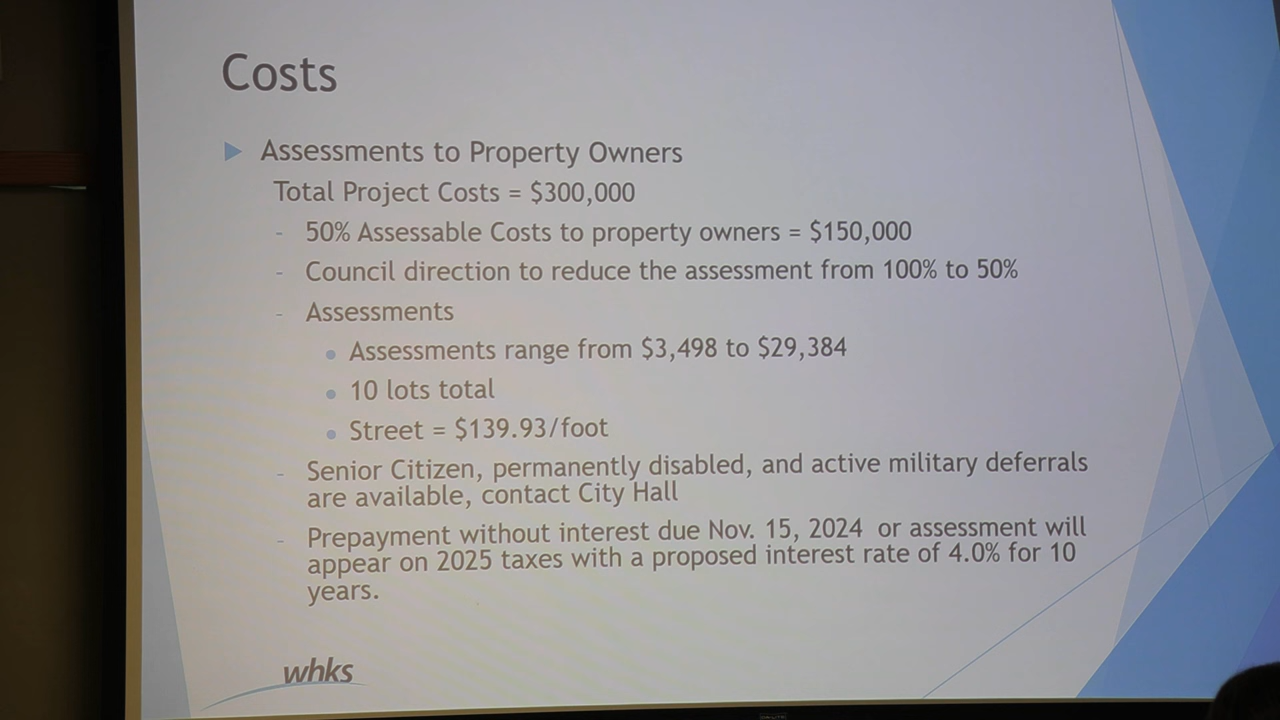 Costs
Assessments to Property Owners
Total Project Costs = $300,000
- 50% Assessable Costs to property owners = $150,000
- Council direction to reduce the assessment from 100% to 50%
- Assessments
• Assessments range from $3,498 to $29,384
• 10 lots total
• Street = $139.93/foot
- Senior Citizen, permanently disabled, and active military deferrals
are available, contact City Hall
- Prepayment without interest due Nov. 15, 2024 or assessment will
appear on 2025 taxes with a proposed interest rate of 4.0% for 10
years.
whks